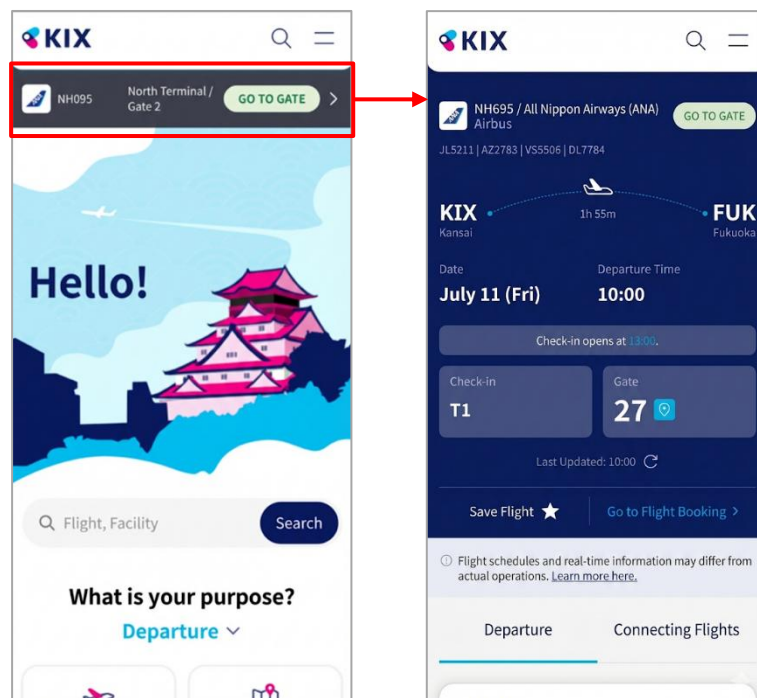 KIX
NH095
North Terminal /
Gate 2
GO TO GATE
Hello!
Flight, Facility
Search
What is your purpose?
Departure
KIX
NH695 / All Nippon Airways (ANA)
Airbus
GO TO GATE
JL5211 | AZ2783 | VS5506 | DL7784
KIX
Kansai
1h 55m
FUK
Fukuoka
Date
July 11 (Fri)
Departure Time
10:00
Check-in opens at 13:00.
Check-in
T1
Gate
27
Last Updated: 10:00
Save Flight
Go to Flight Booking >
Flight schedules and real-time information may differ from
actual operations. Learn more here.
Departure
Connecting Flights